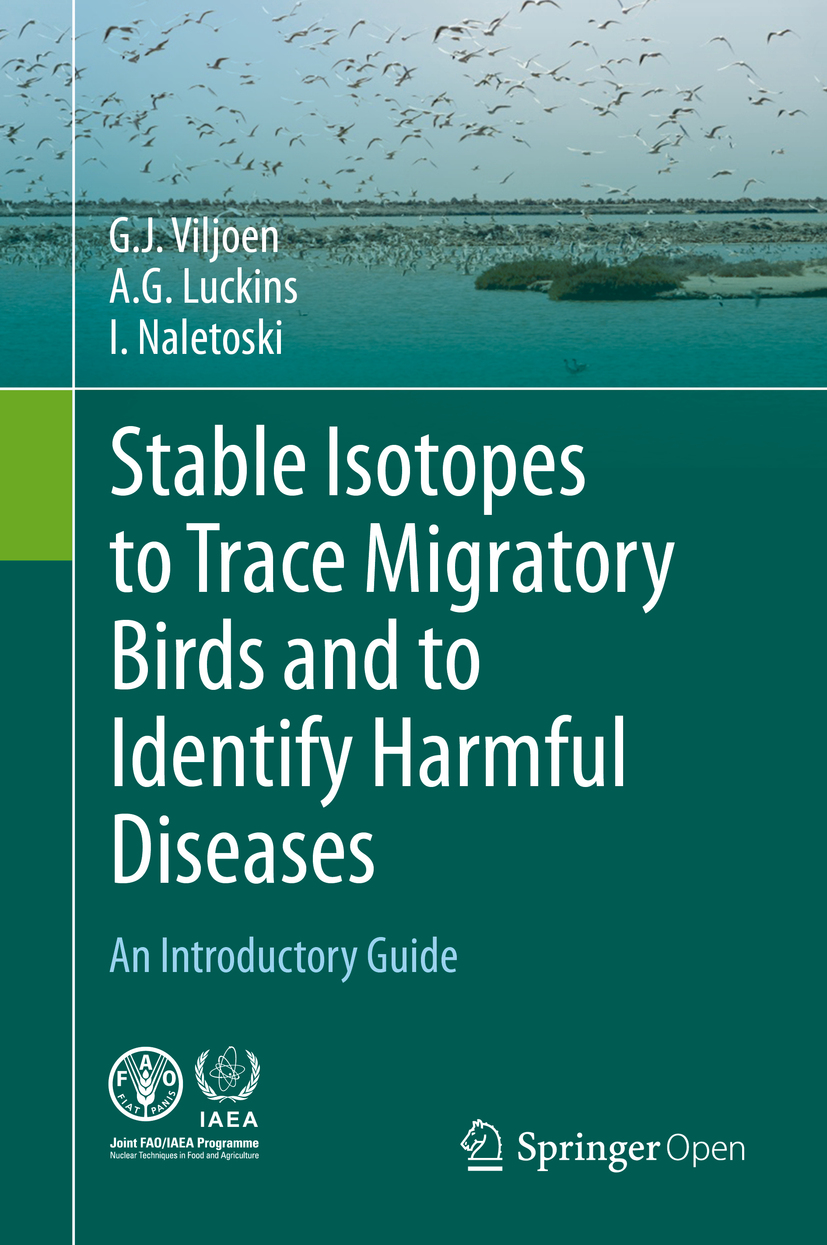 G.J. Viljoen
A.G. Luckins
I. Naletoski
Stable Isotopes
to Trace Migratory
Birds and to
Identify Harmful
Diseases
An Introductory Guide
F A O
FIAT PANIS
IAEA
Joint FAO/IAEA Programme
Nuclear Techniques in Food and Agriculture
Springer Open